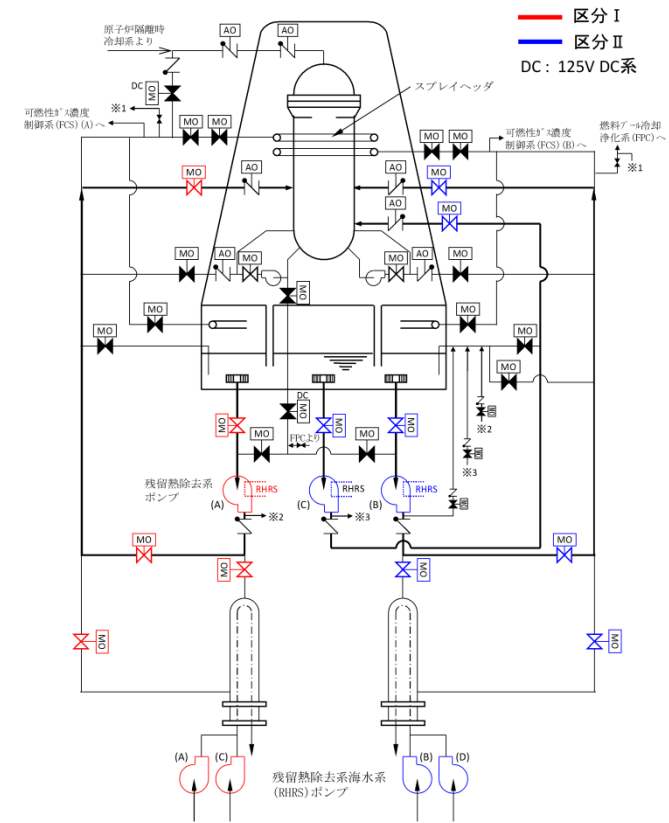 区分Ⅰ
区分Ⅱ
DC：125V DC系
原子炉隔離時
冷却系より
AO
AO
DC
MO
※1
可燃性ガス濃度
制御系(FCS)(A)へ
MO
MO
スプレイヘッダ
可燃性ガス濃度
制御系(FCS)(B)へ
MO
MO
燃料プール冷却
浄化系(FPC)へ
※1
MO
AO
AO
MO
AO
MO
MO
AO
MO
MO
AO
MO
MO
MO
MO
MO
MO
MO
DC
MO
MO
MO
MO
※2
※3
MO
FPCより
MO
残留熱除去系
ポンプ
(A)
RHRS
(C)
RHRS
(B)
RHRS
※2
※3
MO
MO
MO
MO
MO
MO
(A)
(C)
(B)
(D)
残留熱除去系海水系
(RHRS)ポンプ